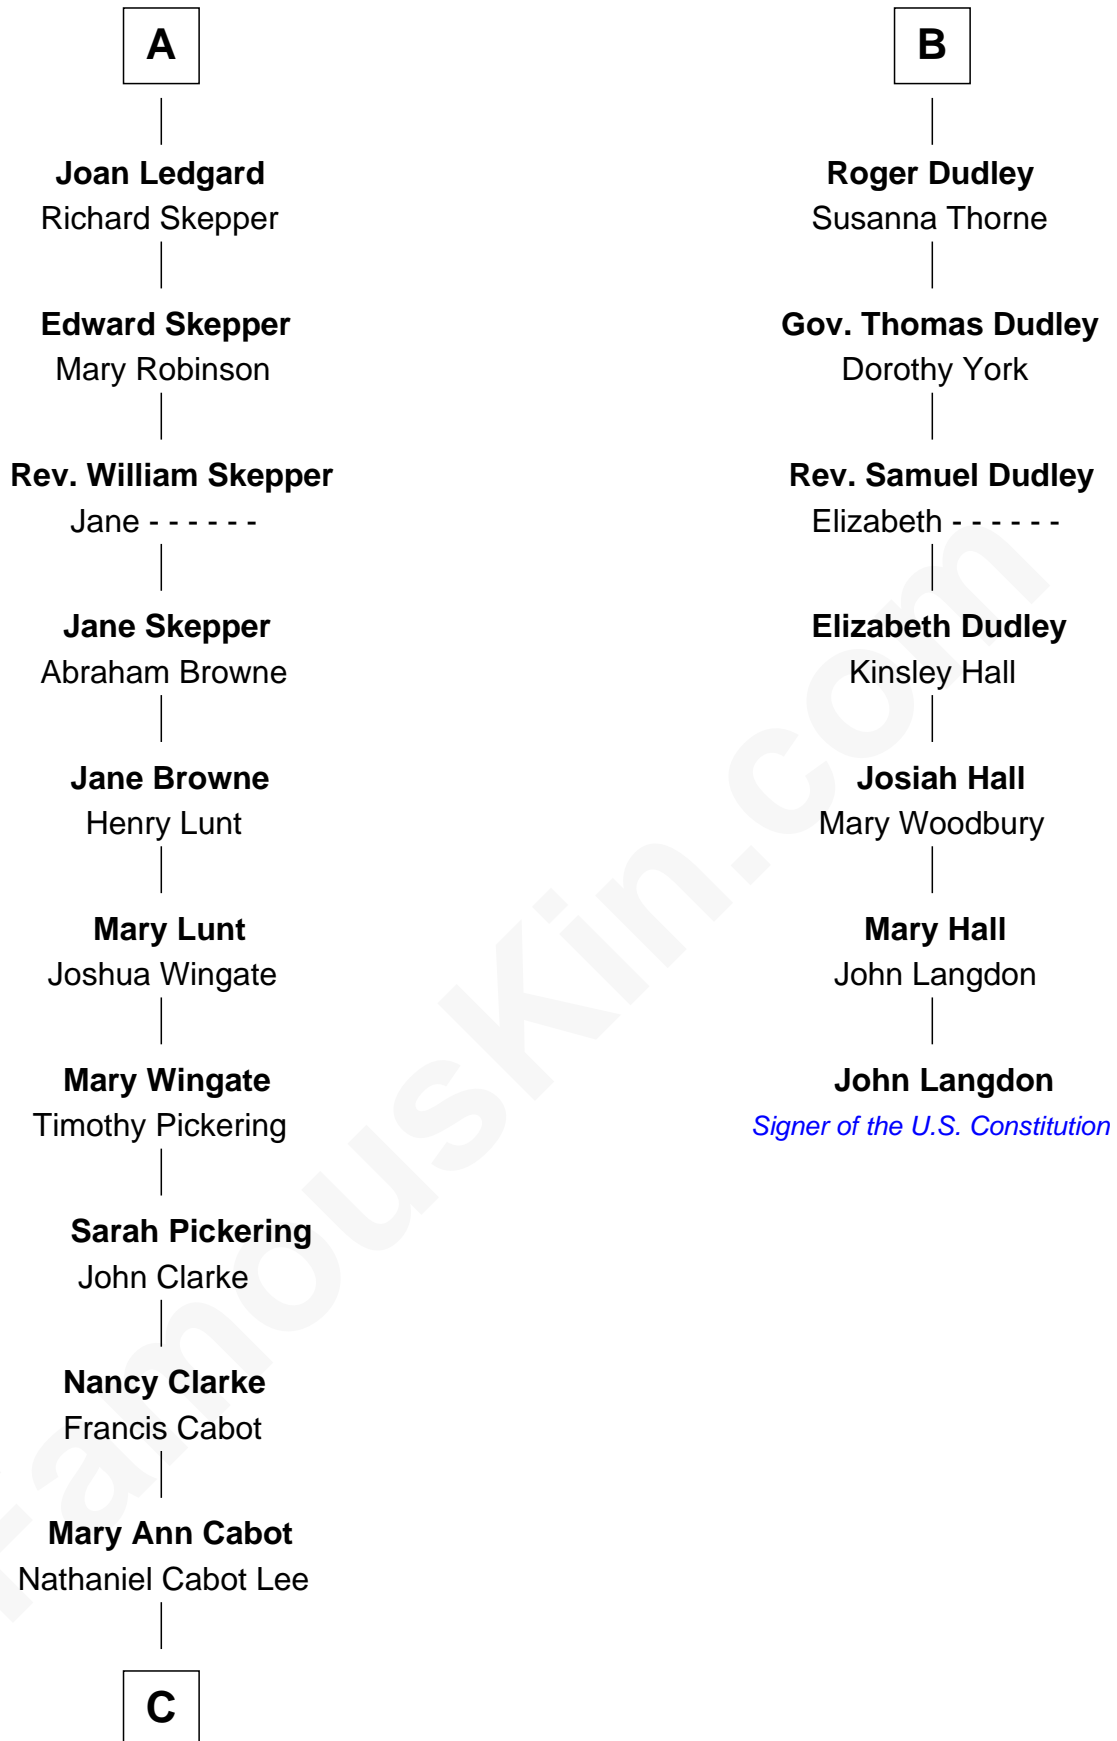 A
Joan Ledgard
Richard Skepper
Edward Skepper
Mary Robinson
Rev. William Skepper
Jane - - - - - -
Jane Skepper
Abraham Browne
Jane Browne
Henry Lunt
Mary Lunt
Joshua Wingate
Mary Wingate
Timothy Pickering
Sarah Pickering
John Clarke
Nancy Clarke
Francis Cabot
Mary Ann Cabot
Nathaniel Cabot Lee
C
B
Roger Dudley
Susanna Thorne
Gov. Thomas Dudley
Dorothy York
Rev. Samuel Dudley
Elizabeth - - - - - -
Elizabeth Dudley
Kinsley Hall
Josiah Hall
Mary Woodbury
Mary Hall
John Langdon
John Langdon
Signer of the U.S. Constitution
FamousKin.com